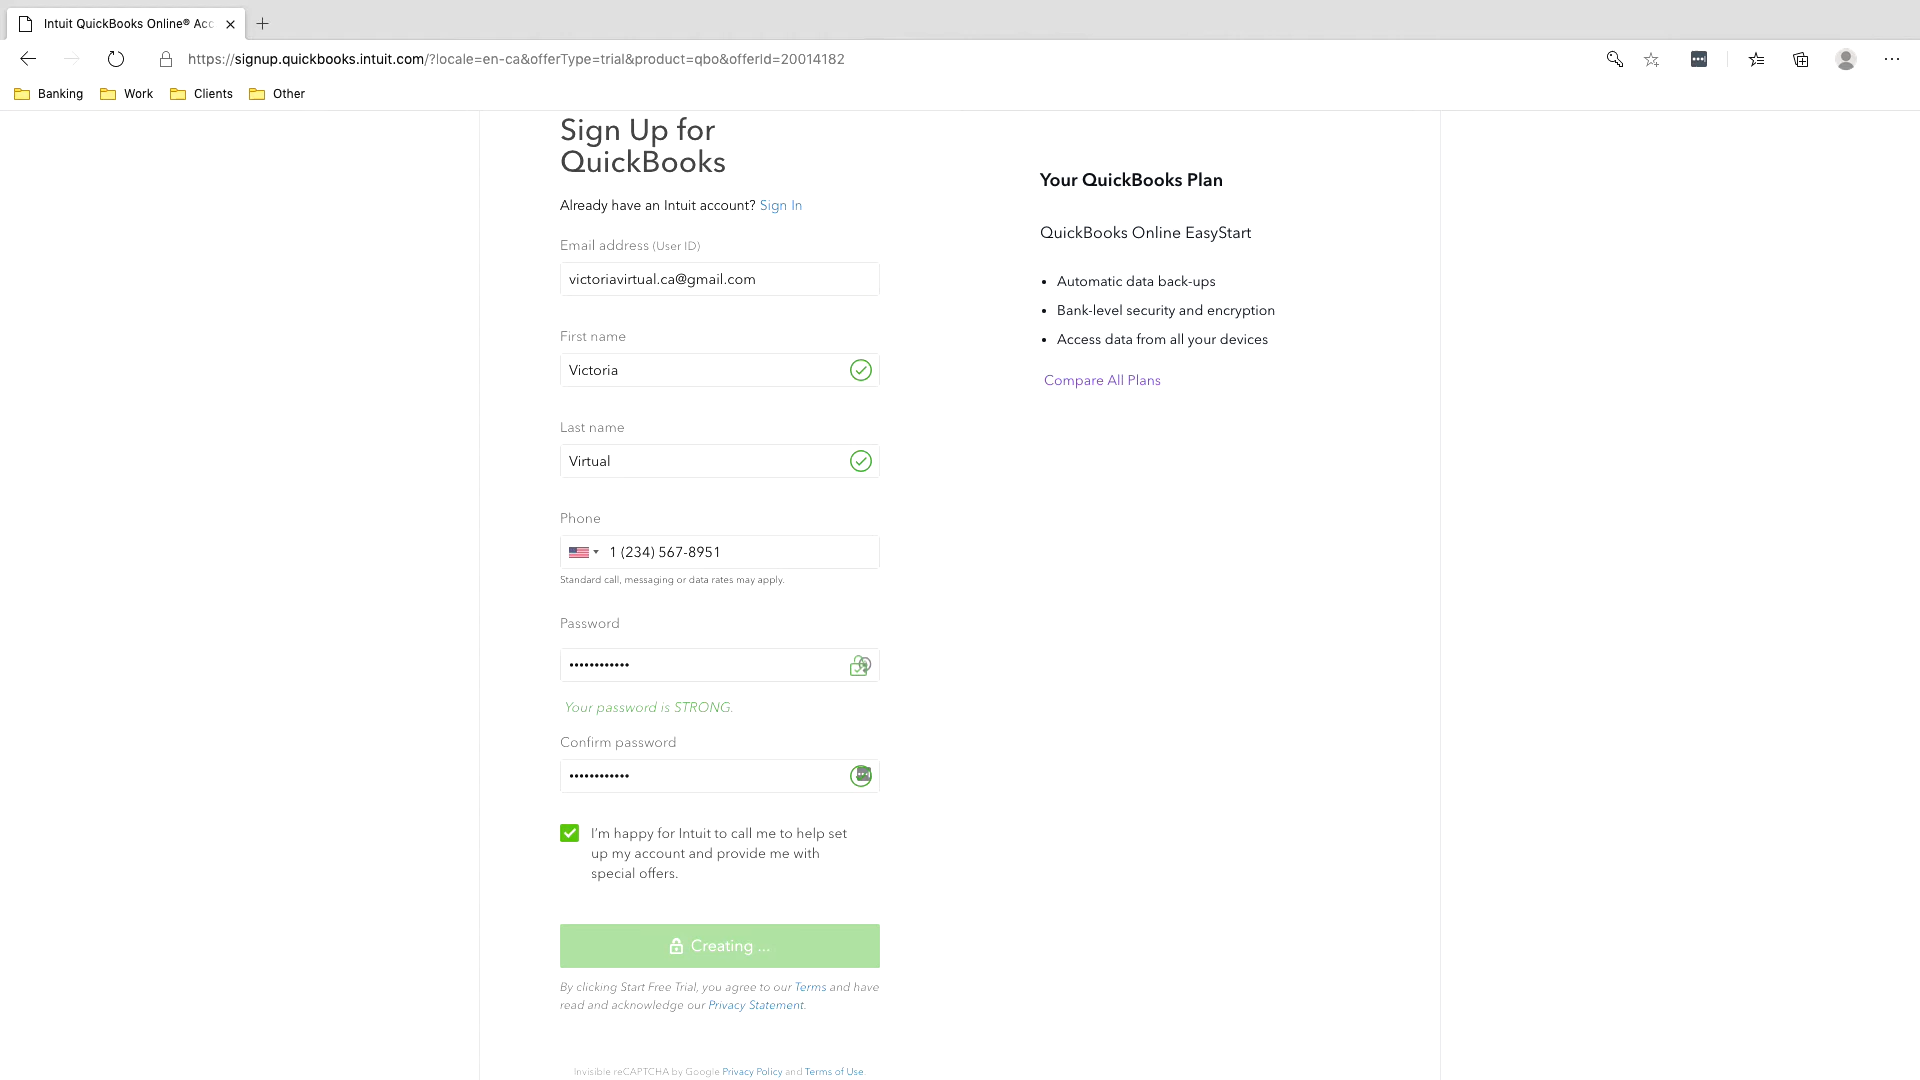 Intuit QuickBooks Online® Acc
https://signup.quickbooks.intuit.com/?locale=en-ca&offerType=trial&product=qbo&offerId=20014182
Banking Work Clients Other
Sign Up for
QuickBooks
Already have an Intuit account? Sign In
Email address (User ID)
victoriavirtual.ca@gmail.com
First name
Victoria
Last name
Virtual
Phone
1 (234) 567-8951
Standard call, messaging or data rates may apply.
Password
••••••••••••
Your password is STRONG.
Confirm password
••••••••••••
I'm happy for Intuit to call me to help set
up my account and provide me with
special offers.
Creating ...
By clicking Start Free Trial, you agree to our Terms and have
read and acknowledge our Privacy Statement.
Invisible reCAPTCHA by Google Privacy Policy and Terms of Use.
Your QuickBooks Plan
QuickBooks Online EasyStart
• Automatic data back-ups
• Bank-level security and encryption
• Access data from all your devices
Compare All Plans